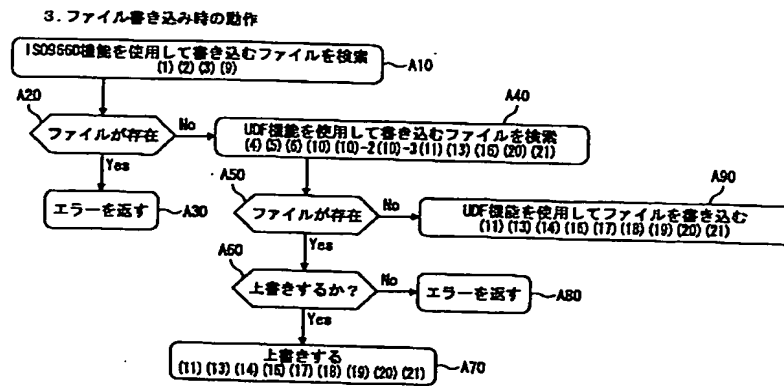 3. ファイル書き込み時の動作
ISO9660機能を使用して書き込むファイルを検索
(1) (2) (3) (9)
A10
A20
ファイルが存在
No
Yes
A40
UDF機能を使用して書き込むファイルを検索
(4) (5) (6) (10) (10)-2 (10)-3 (11) (13) (16) (20) (21)
エラーを返す
A30
A50
ファイルが存在
No
Yes
A90
UDF機能を使用してファイルを書き込む
(11) (13) (14) (16) (17) (18) (19) (20) (21)
A60
上書きするか?
No
Yes
エラーを返す
A80
上書きする
(11) (13) (14) (16) (17) (18) (19) (20) (21)
A70